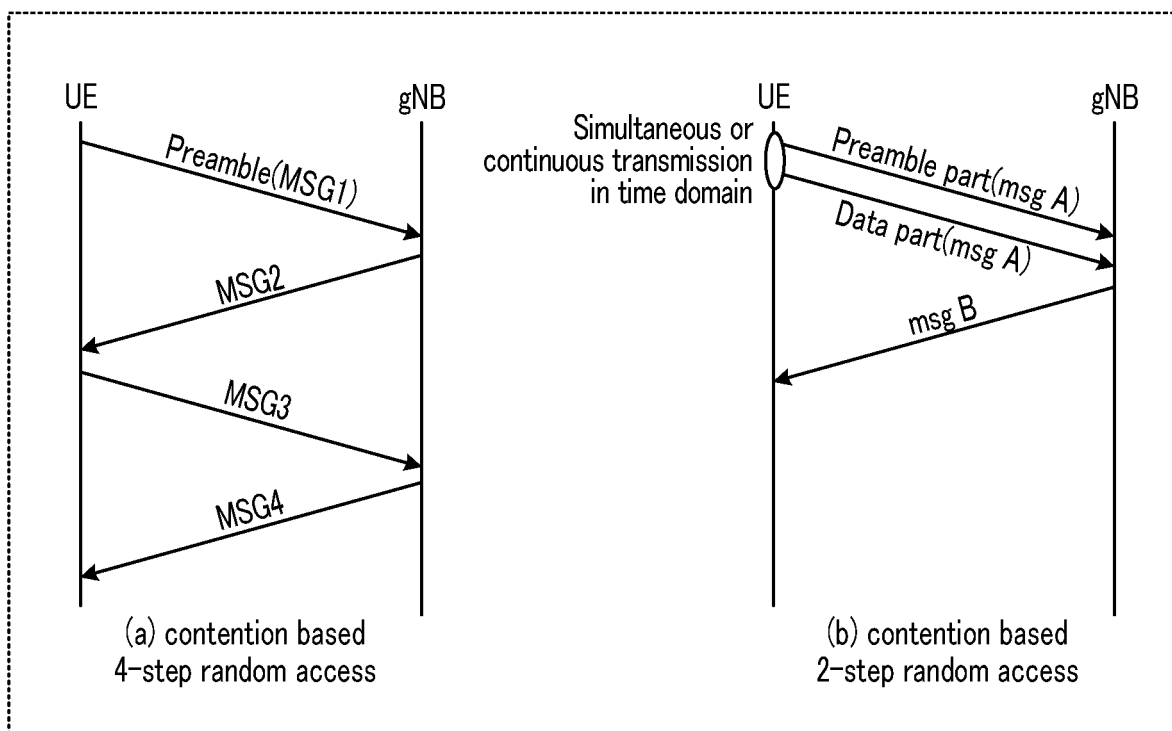 UE
gNB
Preamble(MSG1)
MSG2
MSG3
MSG4
(a) contention based
4-step random access
UE
gNB
Simultaneous or
continuous transmission
in time domain
Preamble part(msg A)
Data part(msg A)
msg B
(b) contention based
2-step random access